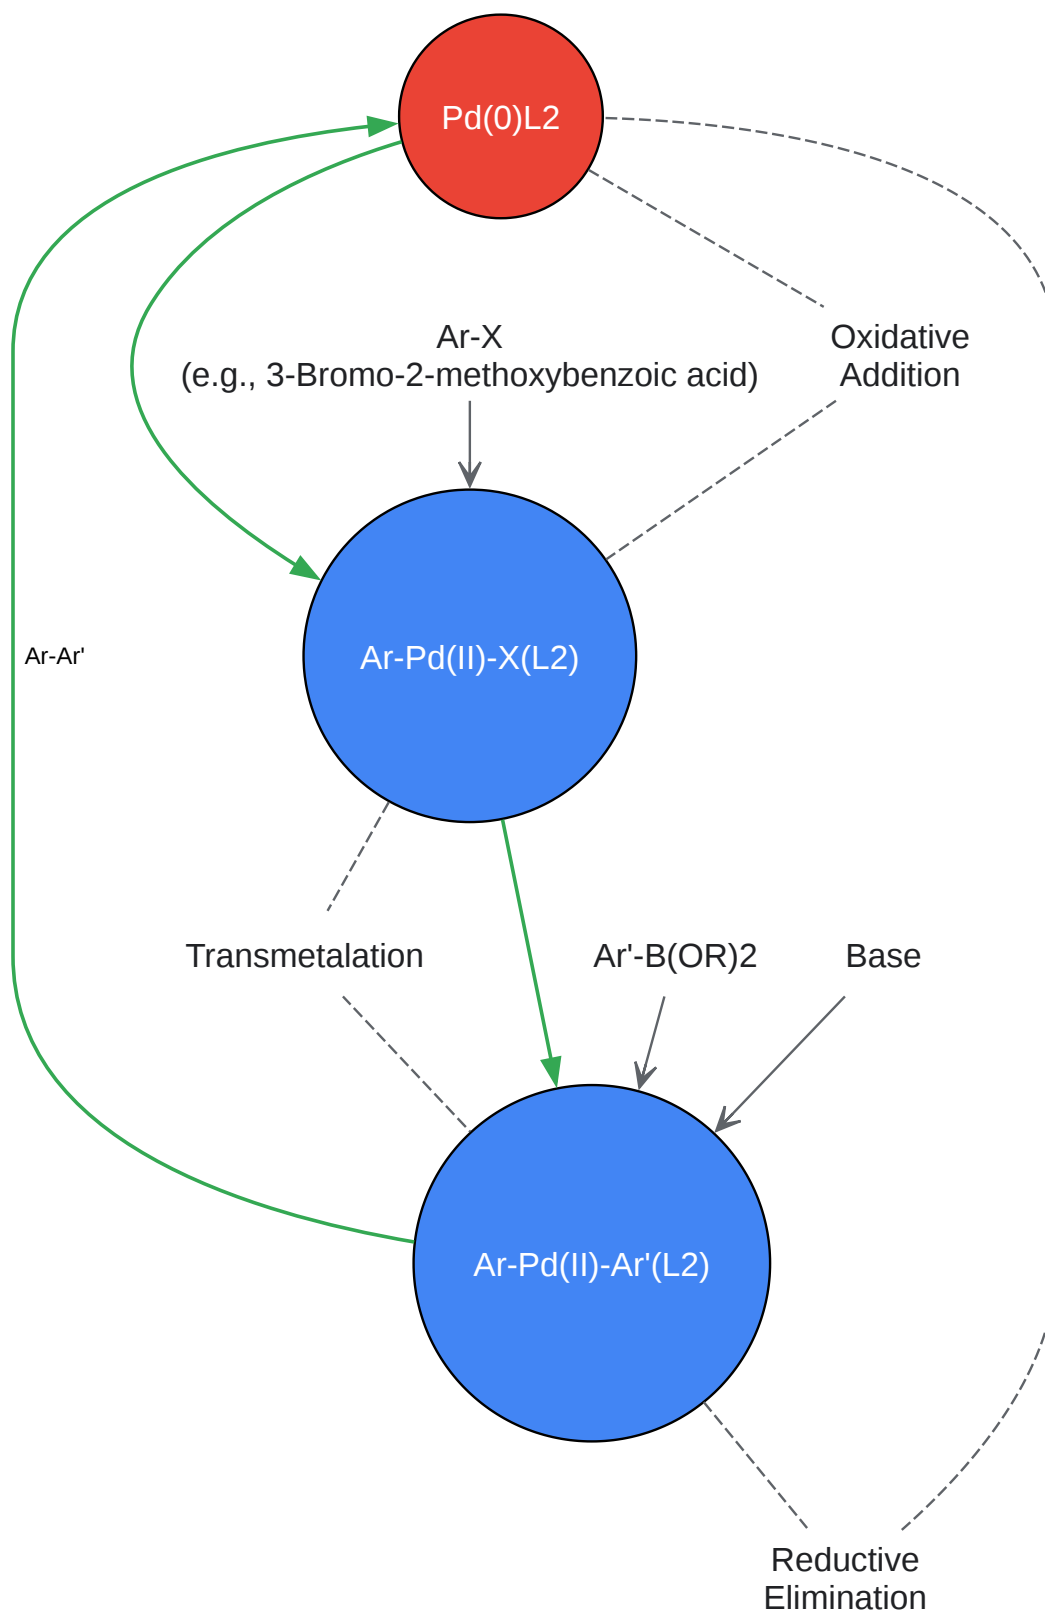 Pd(0)L2
Ar-X
(e.g., 3-Bromo-2-methoxybenzoic acid)
Oxidative
Addition
Ar-Ar'
Ar-Pd(II)-X(L2)
Transmetalation
Ar'-B(OR)2
Base
Ar-Pd(II)-Ar'(L2)
Reductive
Elimination